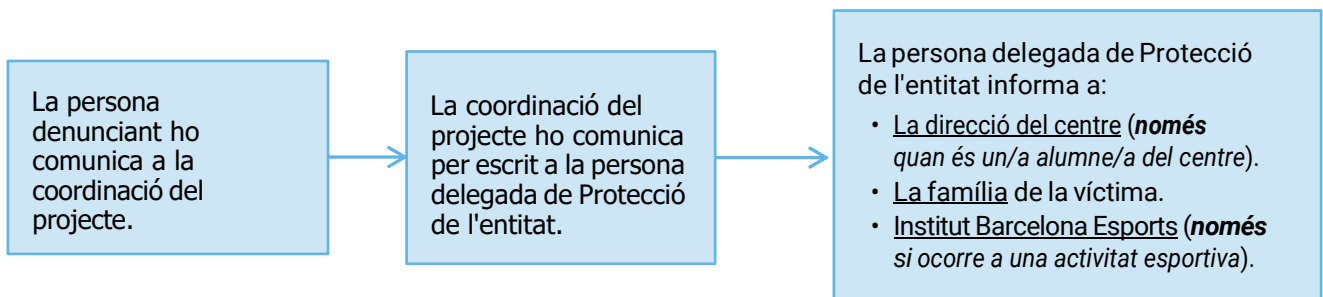 La persona
denunciant ho
comunica a la
coordinació del
projecte.
La coordinació del
projecte ho comunica
per escrit a la persona
delegada de Protecció
de l'entitat.
La persona delegada de Protecció
de l'entitat informa a:
• La direcció del centre (només
quan és un/a alumne/a del centre).
• La família de la víctima.
• Institut Barcelona Esports (només
si ocorre a una activitat esportiva).